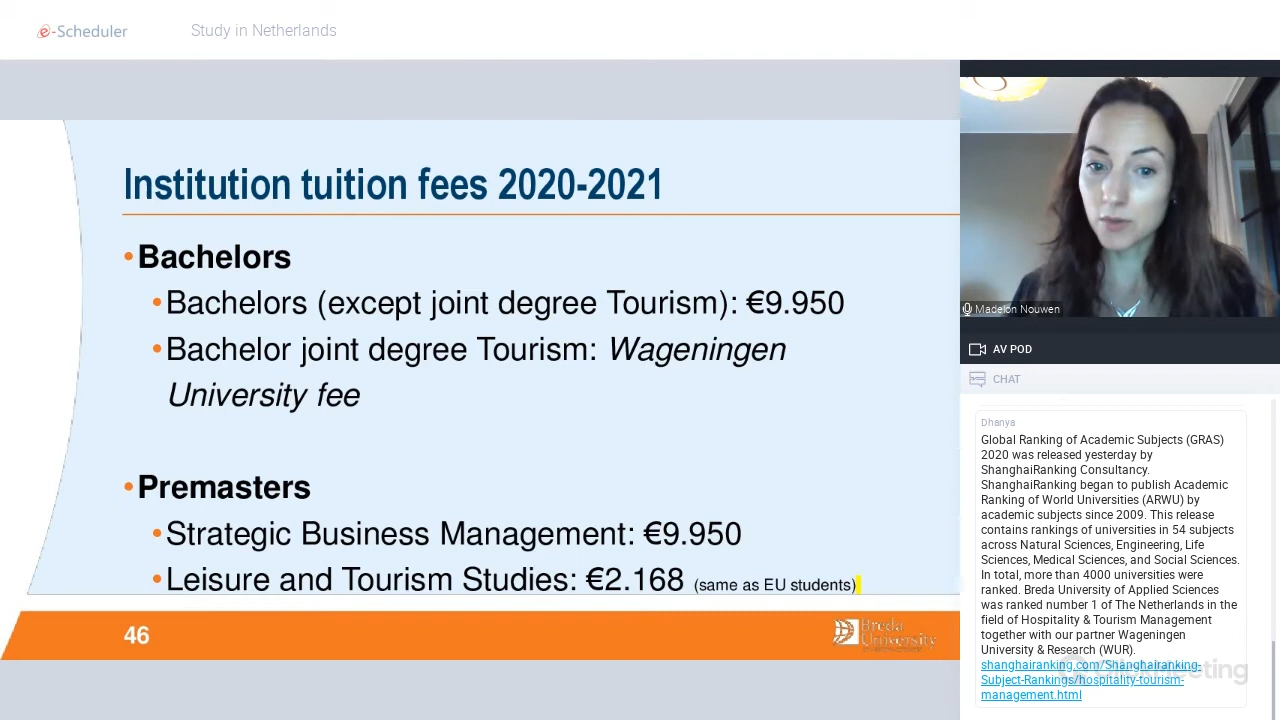 e-Scheduler
Study in Netherlands
Institution tuition fees 2020-2021
•Bachelors
•Bachelors (except joint degree Tourism): €9.950
•Bachelor joint degree Tourism: Wageningen
University fee
•Premasters
•Strategic Business Management: €9.950
•Leisure and Tourism Studies: €2.168 (same as EU students)
46
Breda
University
Madelon Nouwen
AV POD
CHAT
Dhanya
Global Ranking of Academic Subjects (GRAS)
2020 was released yesterday by
ShanghaiRanking Consultancy.
ShanghaiRanking began to publish Academic
Ranking of World Universities (ARWU) by
academic subjects since 2009. This release
contains rankings of universities in 54 subjects
across Natural Sciences, Engineering, Life
Sciences, Medical Sciences, and Social Sciences.
In total, more than 4000 universities were
ranked. Breda University of Applied Sciences
was ranked number 1 of The Netherlands in the
field of Hospitality & Tourism Management
together with our partner Wageningen
University & Research (WUR).
shanghairanking.com/Shanghairanking-
Subject-Rankings/hospitality-tourism-
management.html
ClickMeeting